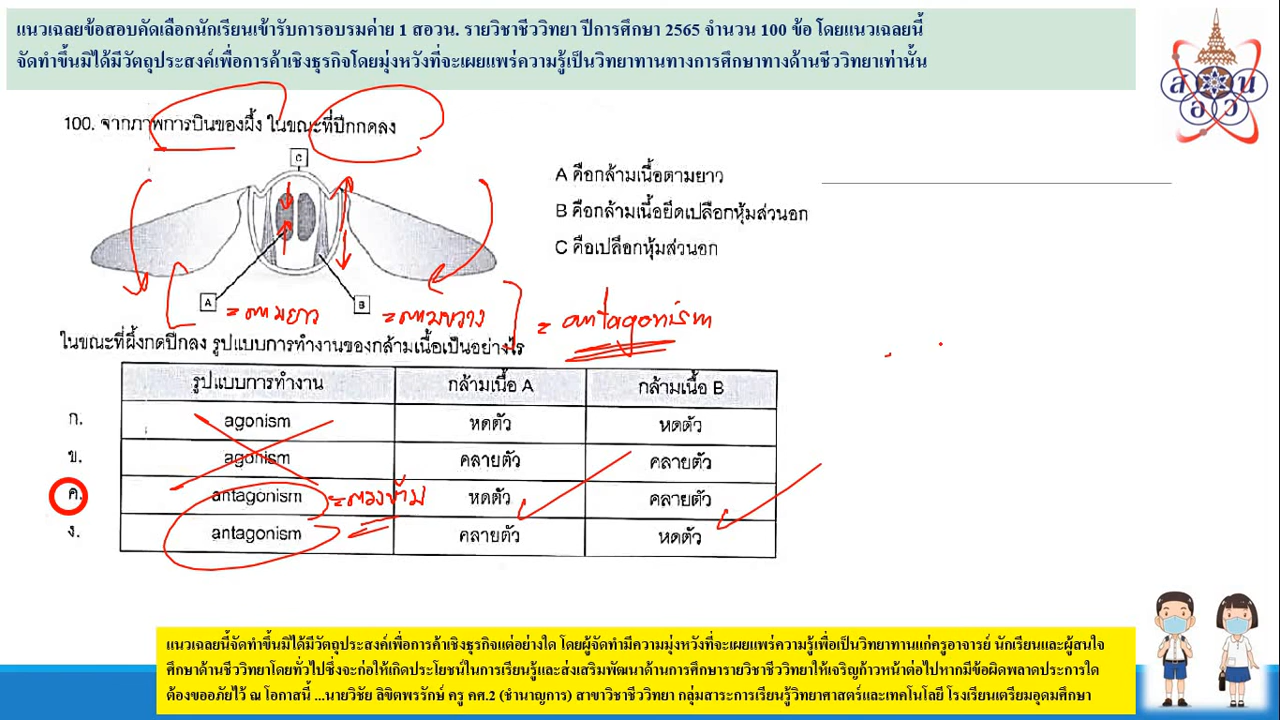 แนวเฉลยข้อสอบคัดเลือกนักเรียนเข้ารับการอบรมค่าย 1 สอวน. รายวิชาชีววิทยา ปีการศึกษา 2565 จำนวน 100 ข้อ โดยแนวเฉลยนี้
จัดทำขึ้นมิได้มีวัตถุประสงค์เพื่อการค้าเชิงธุรกิจโดยมุ่งหวังที่จะเผยแพร่ความรู้เป็นวิทยาทานทางการศึกษาทางด้านชีววิทยาเท่านั้น
ส อ ว น
100. จากภาพการบินของผึ้ง ในขณะที่ปีกกดลง
C
A คือกล้ามเนื้อตามยาว
B คือกล้ามเนื้อยึดเปลือกหุ้มส่วนอก
C คือเปลือกหุ้มส่วนอก
A = ตามยาว B = ตามขวาง = antagonism
ในขณะที่ผึ้งกดปีกลง รูปแบบการทำงานของกล้ามเนื้อเป็นอย่างไร
รูปแบบการทำงาน กล้ามเนื้อ A กล้ามเนื้อ B
ก. agonism หดตัว หดตัว
ข. agonism คลายตัว คลายตัว
ค. antagonism = ตรงข้าม หดตัว คลายตัว
ง. antagonism คลายตัว หดตัว
แนวเฉลยนี้จัดทำขึ้นมิได้มีวัตถุประสงค์เพื่อการค้าเชิงธุรกิจแต่อย่างใด โดยผู้จัดทำมีความมุ่งหวังที่จะเผยแพร่ความรู้เพื่อเป็นวิทยาทานแก่ครูอาจารย์ นักเรียนและผู้สนใจ
ศึกษาด้านชีววิทยาโดยทั่วไปซึ่งจะก่อให้เกิดประโยชน์ในการเรียนรู้และส่งเสริมพัฒนาด้านการศึกษารายวิชาชีววิทยาให้เจริญก้าวหน้าต่อไปหากมีข้อผิดพลาดประการใด
ต้องขออภัยไว้ ณ โอกาสนี้ ...นายวิชัย ลิขิตพรรักษ์ ครู คศ.2 (ชำนาญการ) สาขาวิชาชีววิทยา กลุ่มสาระการเรียนรู้วิทยาศาสตร์และเทคโนโลยี โรงเรียนเตรียมอุดมศึกษา